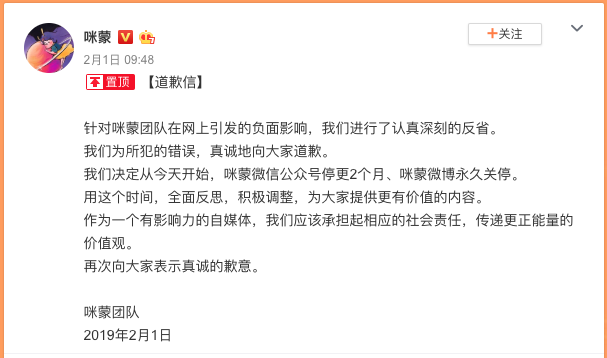 咪蒙
+关注
2月1日 09:48
置顶 【道歉信】
针对咪蒙团队在网上引发的负面影响，我们进行了认真深刻的反省。
我们为所犯的错误，真诚地向大家道歉。
我们决定从今天开始，咪蒙微信公众号停更2个月、咪蒙微博永久关停。
用这个时间，全面反思，积极调整，为大家提供更有价值的内容。
作为一个有影响力的自媒体，我们应该承担起相应的社会责任，传递更正能量的
价值观。
再次向大家表示真诚的歉意。
咪蒙团队
2019年2月1日